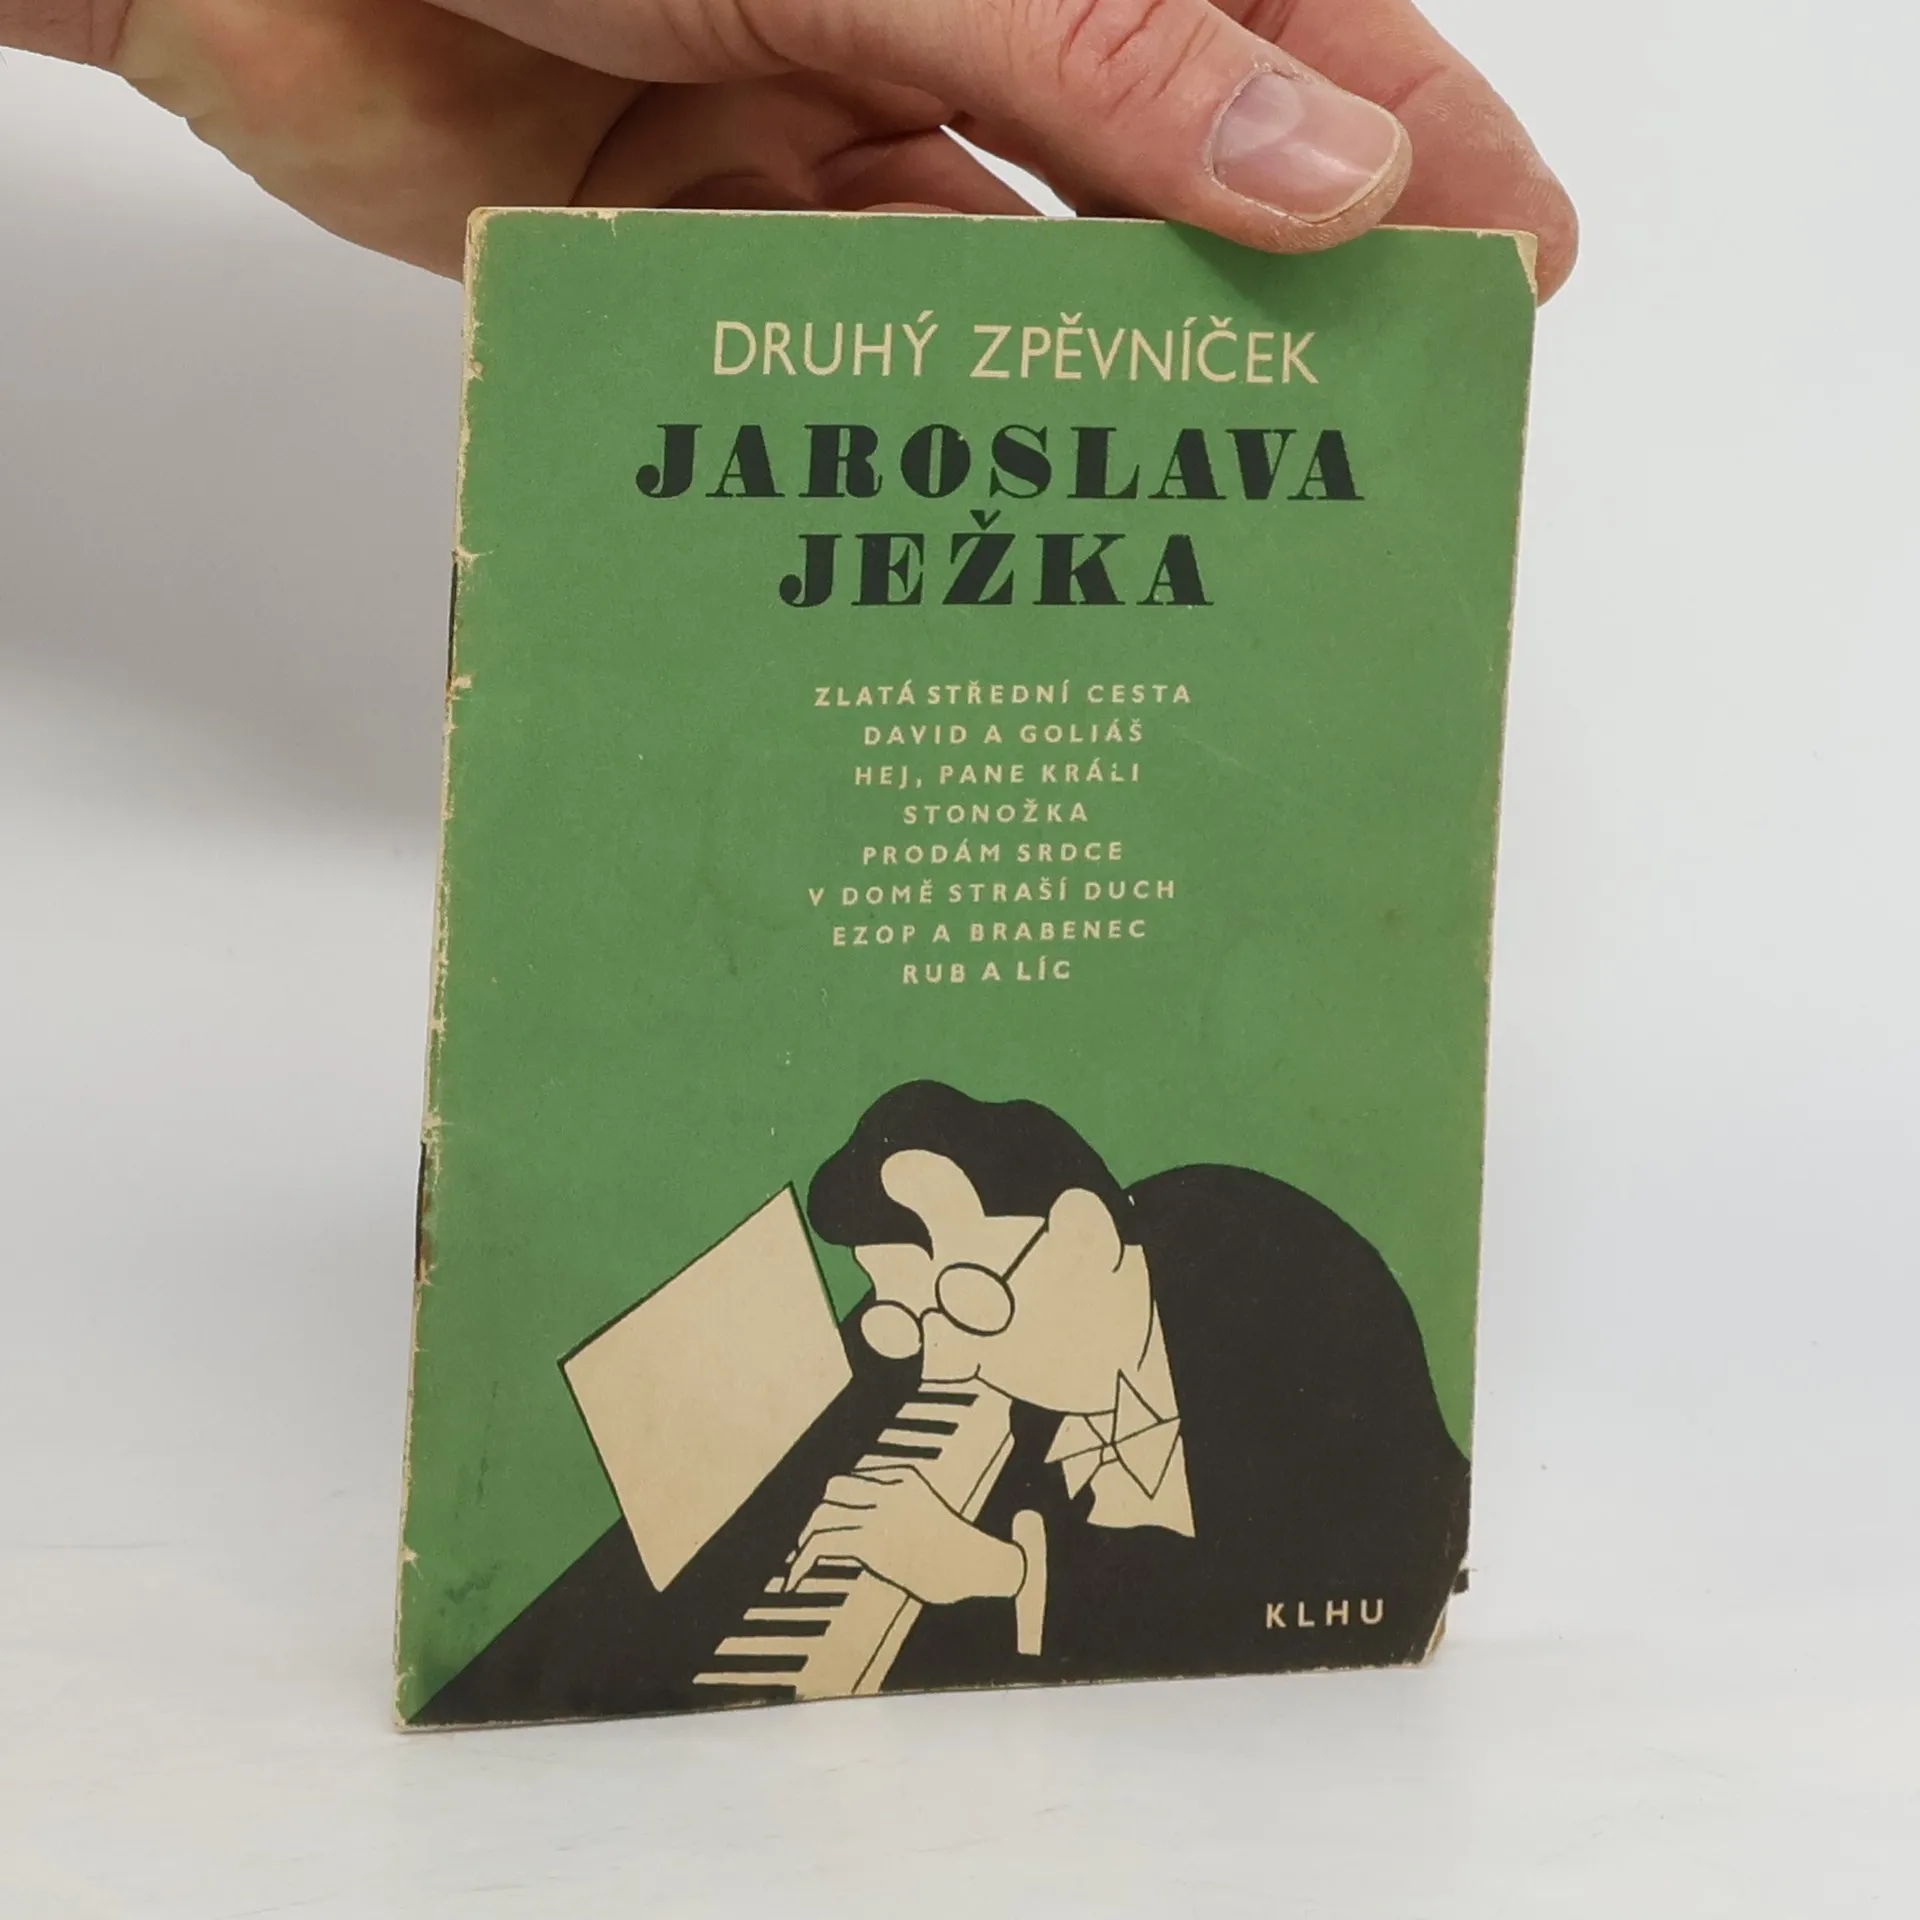 DRUHÝ ZPĚVNÍČEK
JAROSLAVA
JEŽKA
ZLATÁ STŘEDNÍ CESTA
DAVID A GOLIÁŠ
HEJ, PANE KRÁLI
STONOŽKA
PRODÁM SRDCE
V DOMĚ STRAŠÍ DUCH
EZOP A BRABENEC
RUB A LÍC
KLHU